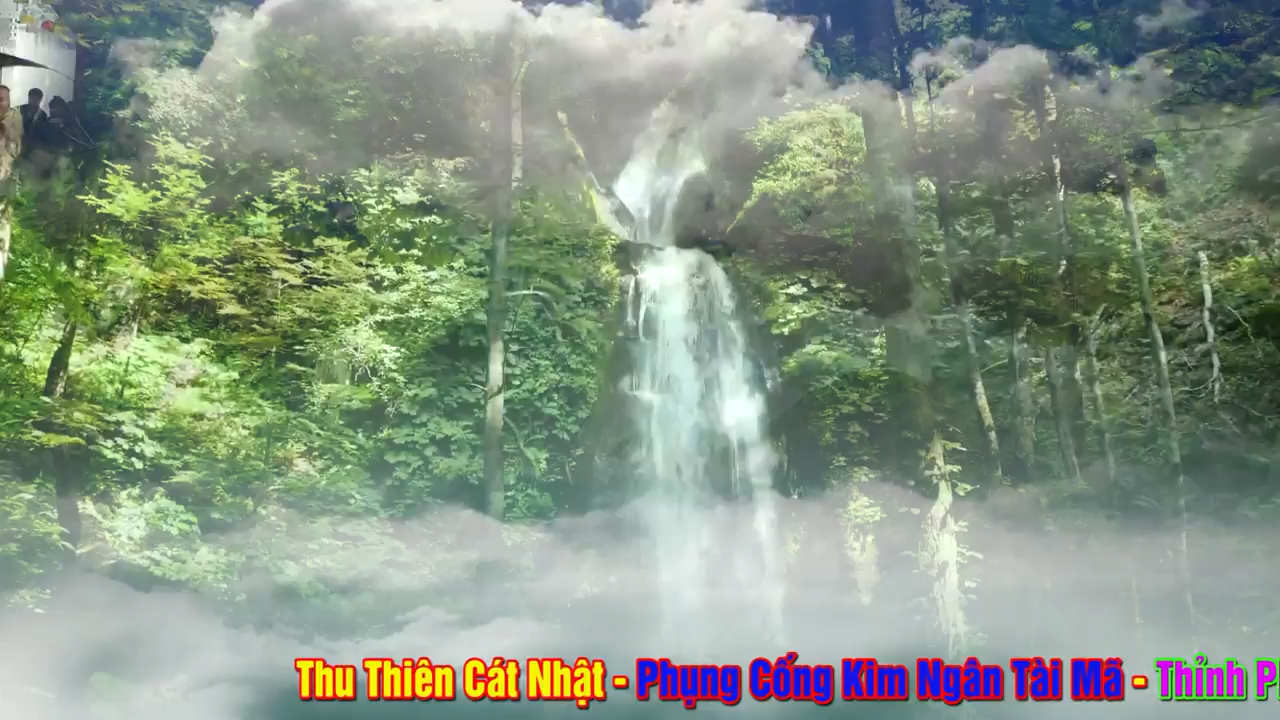 Thu Thiên Cát Nhật - Phụng Cống Kim Ngân Tài Mã - Thỉnh